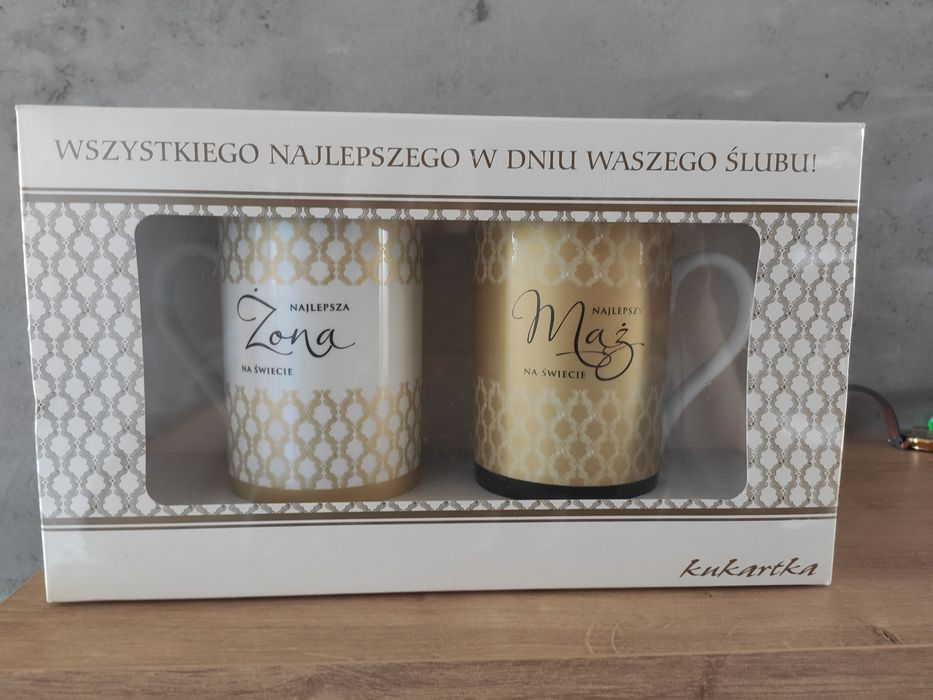 WSZYSTKIEGO NAJLEPSZEGO W DNIU WASZEGO ŚLUBU!
NAJLEPSZA
Żona
NA ŚWIECIE
NAJLEPSZY
Mąż
NA ŚWIECIE
kukartka